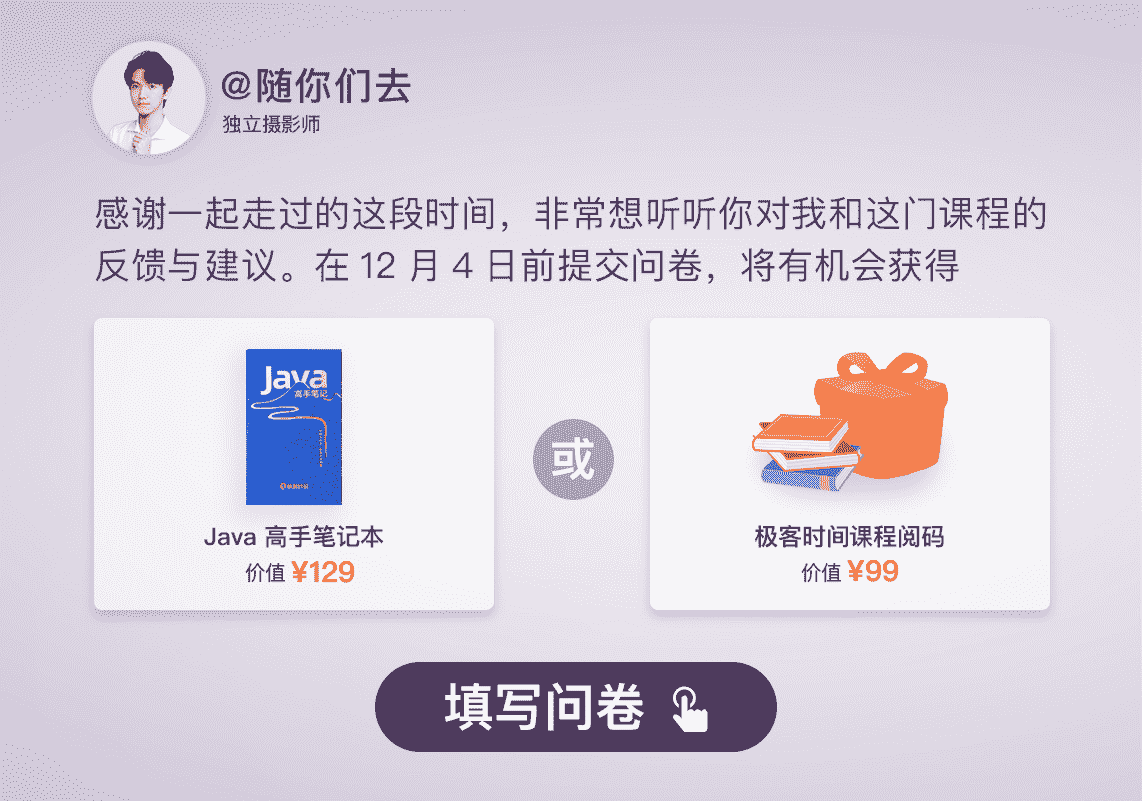 @随你们去
独立摄影师
感谢一起走过的这段时间，非常想听听你对我和这门课程的
反馈与建议。在 12 月 4 日前提交问卷，将有机会获得
Java
高手笔记
或
Java 高手笔记本
价值 ¥129
极客时间课程阅码
价值 ¥99
填写问卷